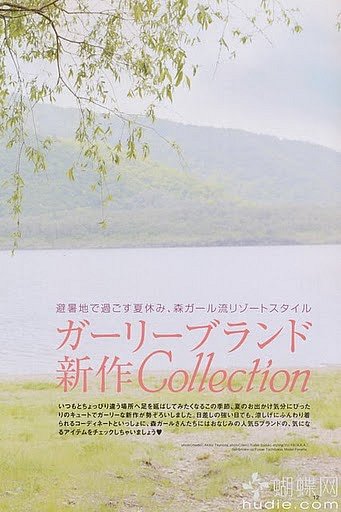 避暑地で過ごす夏休み、森ガール流リゾートスタイル
ガーリーブランド
新作Collection
いつもとちょっぴり違う場所へ足を延ばしてみたくなるこの季節。夏のお出かけ気分にぴった
りのキュートでガーリーな新作が勢ぞろいしました。日差しの強い日でも、涼しげにふんわり着ら
れるコーディネートといっしょに、森ガールさんたちにはおなじみの人気5ブランドの、気にな
るアイテムをチェックしちゃいましょう♥
12
蝴蝶网
hudie.com